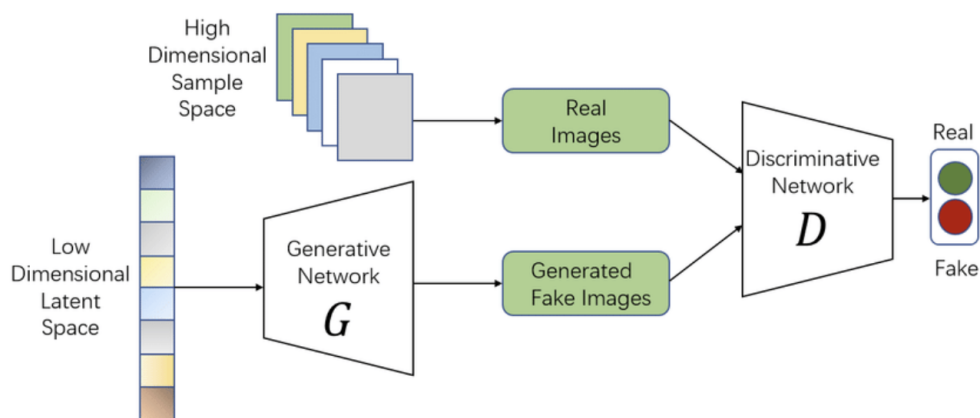 High
Dimensional
Sample
Space
Real
Images
Discriminative
Network
D
Real
Fake
Low
Dimensional
Latent
Space
Generative
Network
G
Generated
Fake Images